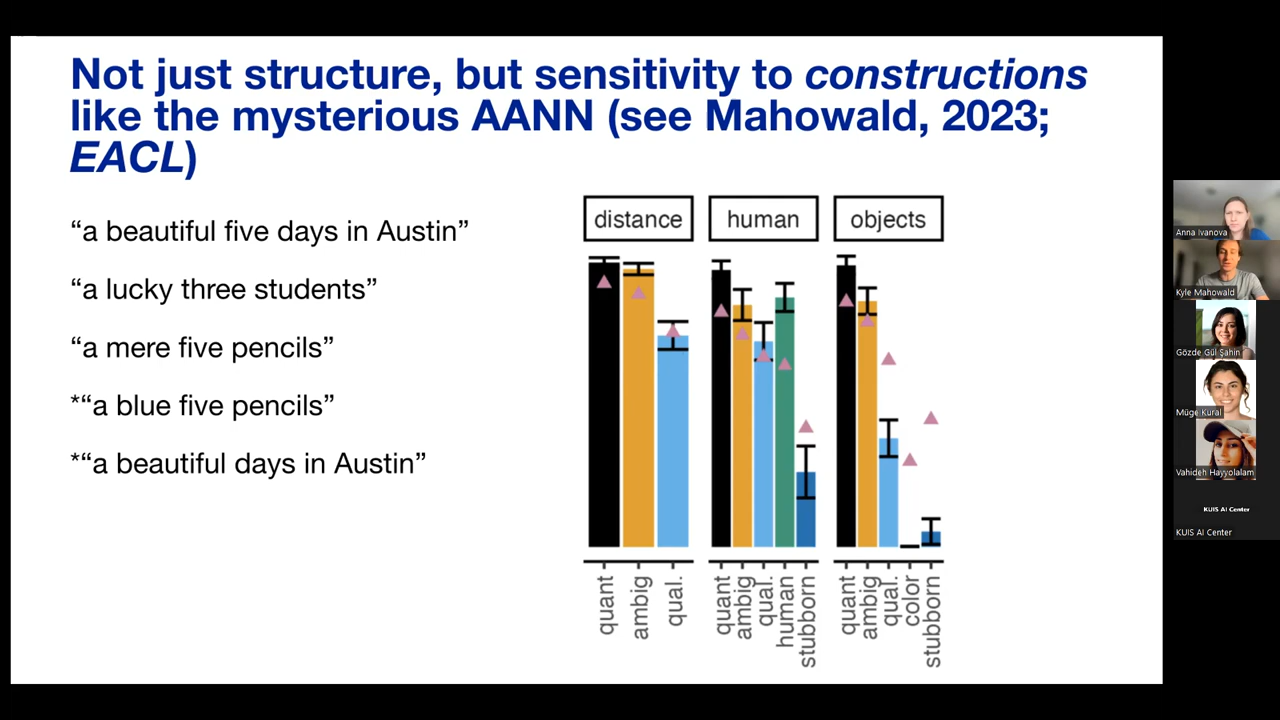 Not just structure, but sensitivity to constructions
like the mysterious AANN (see Mahowald, 2023;
EACL)
“a beautiful five days in Austin”
“a lucky three students”
“a mere five pencils”
*“a blue five pencils”
*“a beautiful days in Austin”
distance
human
objects
quant
ambig
qual.
quant
ambig
qual.
human
stubborn
quant
ambig
qual.
color
stubborn
Anna Ivanova
Kyle Mahowald
Gözde Gül Şahin
Müge Kural
Vahideh Hayyolalam
KUIS AI Center
KUIS AI Center